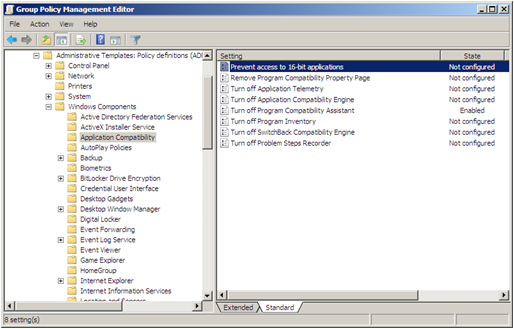 Group Policy Management Editor
File Action View Help
Administrative Templates: Policy definitions (AD
Control Panel
Network
Printers
System
Windows Components
Active Directory Federation Services
ActiveX Installer Service
Application Compatibility
AutoPlay Policies
Backup
Biometrics
BitLocker Drive Encryption
Credential User Interface
Desktop Gadgets
Desktop Window Manager
Digital Locker
Event Forwarding
Event Log Service
Event Viewer
Game Explorer
HomeGroup
Internet Explorer
Internet Information Services
Location and Sensors
Setting State
Prevent access to 16-bit applications Not configured
Remove Program Compatibility Property Page Not configured
Turn off Application Telemetry Not configured
Turn off Application Compatibility Engine Not configured
Turn off Program Compatibility Assistant Enabled
Turn off Program Inventory Not configured
Turn off SwitchBack Compatibility Engine Not configured
Turn off Problem Steps Recorder Not configured
Extended Standard
8 setting(s)